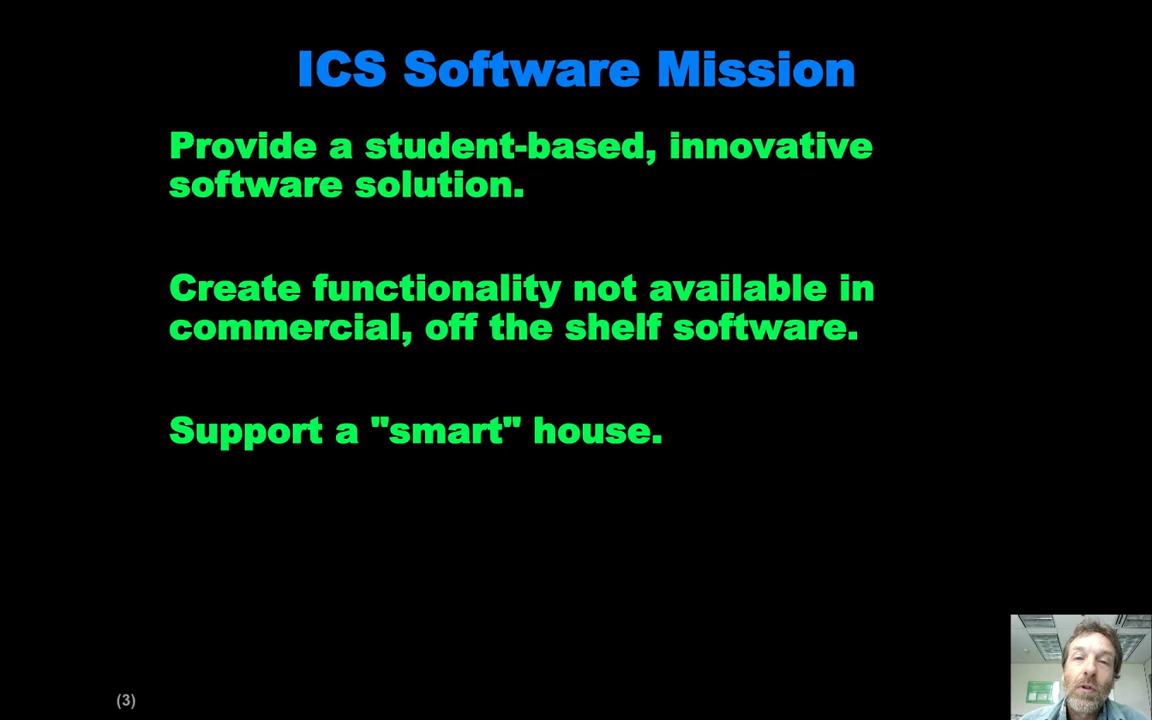 ICS Software Mission
Provide a student-based, innovative
software solution.
Create functionality not available in
commercial, off the shelf software.
Support a "smart" house.
(3)